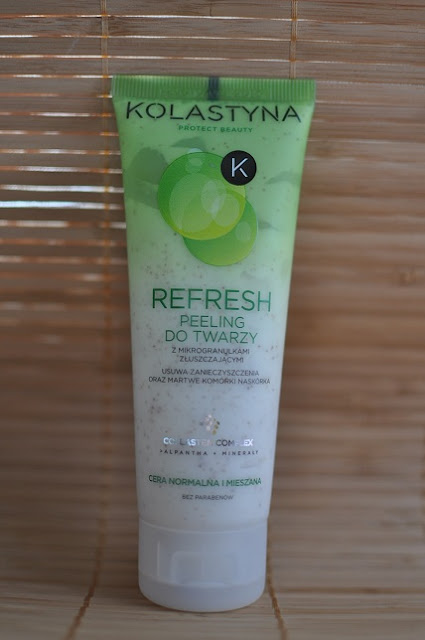 KOLASTYNA
PROTECT BEAUTY
K
REFRESH
PEELING
DO TWARZY
Z MIKROGRANULKAMI
ZŁUSZCZAJĄCYMI
USUWA ZANIECZYSZCZENIA
ORAZ MARTWE KOMÓRKI NASKÓRKA
COMPLEX
+ALPANTHA + MINERAŁY
CERA NORMALNA I MIESZANA
BEZ PARABENÓW